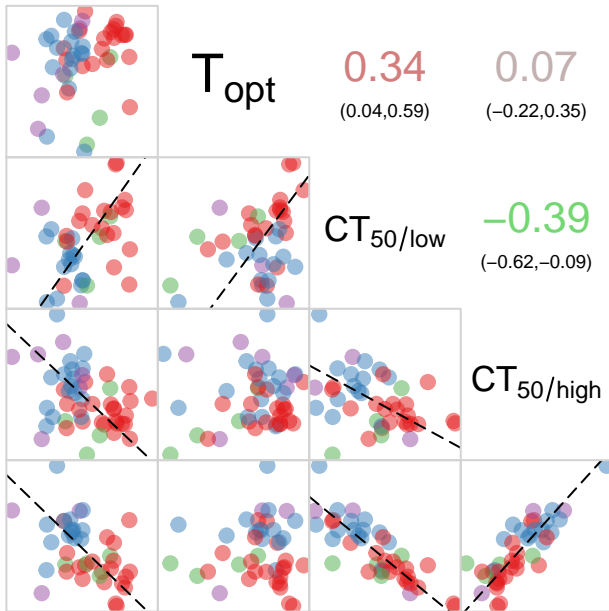 T_opt 0.34 0.07
(0.04,0.59) (−0.22,0.35)
CT_50/low −0.39
(−0.62,−0.09)
CT_50/high